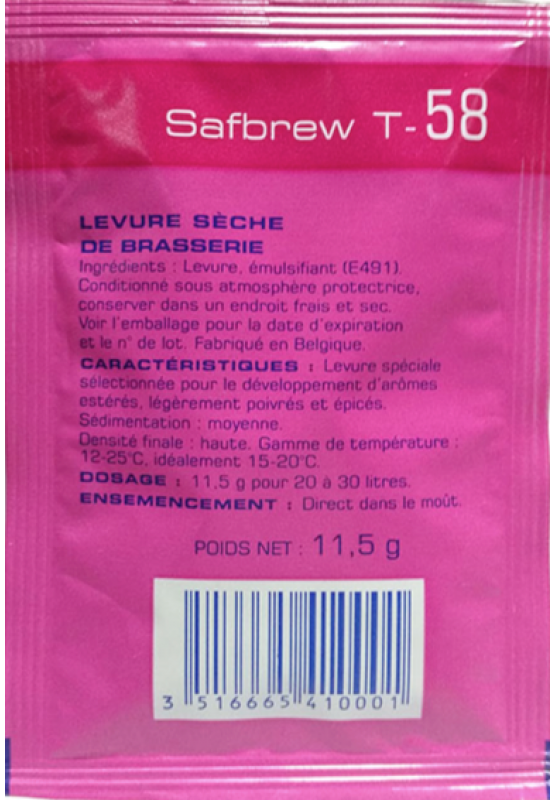 Safbrew T-58
LEVURE SÈCHE
DE BRASSERIE
Ingrédients : Levure, émulsifiant (E491).
Conditionné sous atmosphère protectrice,
conserver dans un endroit frais et sec.
Voir l'emballage pour la date d'expiration
et le n° de lot. Fabriqué en Belgique.
CARACTÉRISTIQUES : Levure spéciale
sélectionnée pour le développement d'arômes
estérés, légèrement poivrés et épicés.
Sédimentation : moyenne.
Densité finale : haute. Gamme de température :
12-25°C, idéalement 15-20°C.
DOSAGE : 11,5 g pour 20 à 30 litres.
ENSEMENCEMENT : Direct dans le moût.
POIDS NET : 11,5 g
3 516665 410001